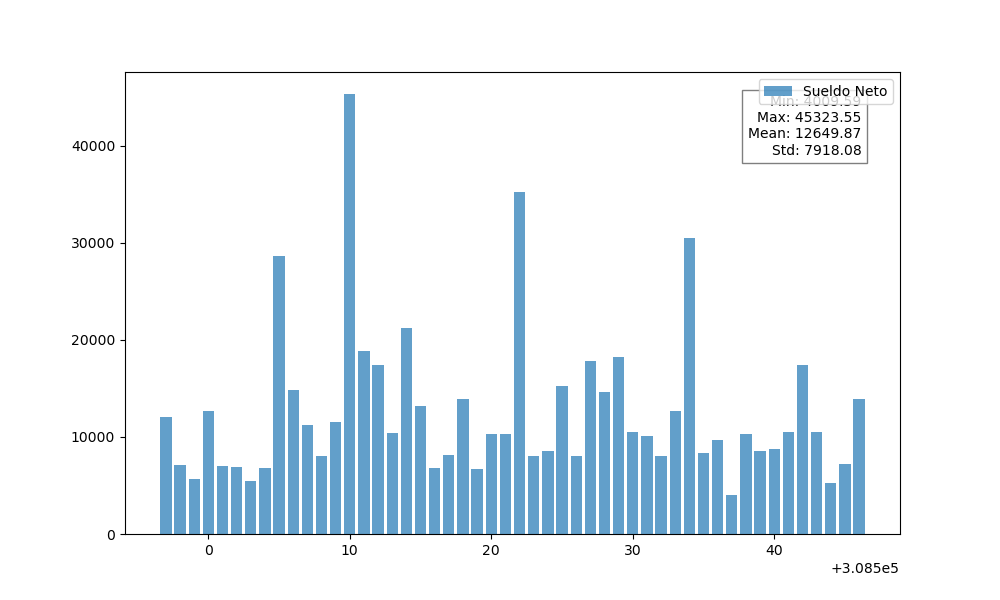 Sueldo Neto
Min: 4009.59
Max: 45323.55
Mean: 12649.87
Std: 7918.08
40000
30000
20000
10000
0
0 10 20 30 40
+3.085e5